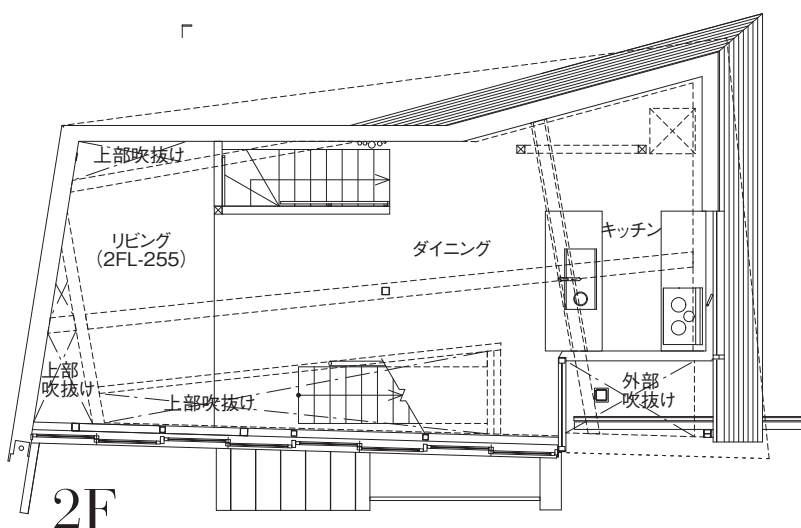 上部吹抜け
リビング
(2FL-255)
ダイニング
キッチン
上部
吹抜け
上部吹抜け
外部
吹抜け
2F